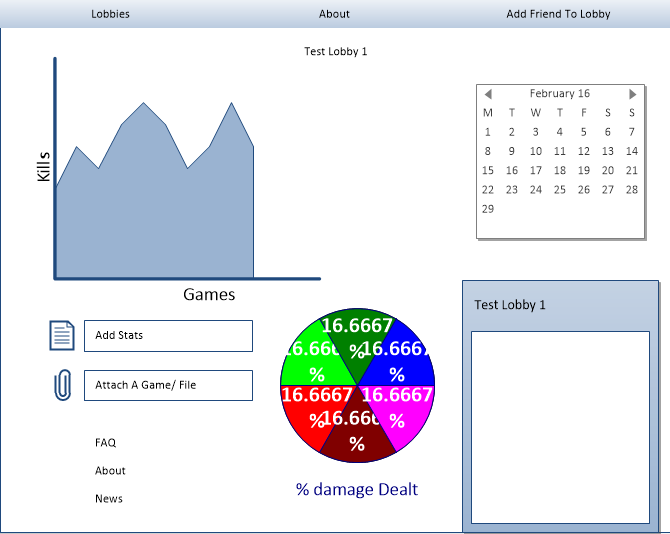 Lobbies About Add Friend To Lobby
Test Lobby 1
Kills
Games
February 16
M T W T F S S
1 2 3 4 5 6 7
8 9 10 11 12 13 14
15 16 17 18 19 20 21
22 23 24 25 26 27 28
29
Add Stats
Attach A Game/ File
FAQ
About
News
16.6667
%
16.6667
%
16.6667
%
16.666
%
16.6667
%
16.666
%
% damage Dealt
Test Lobby 1